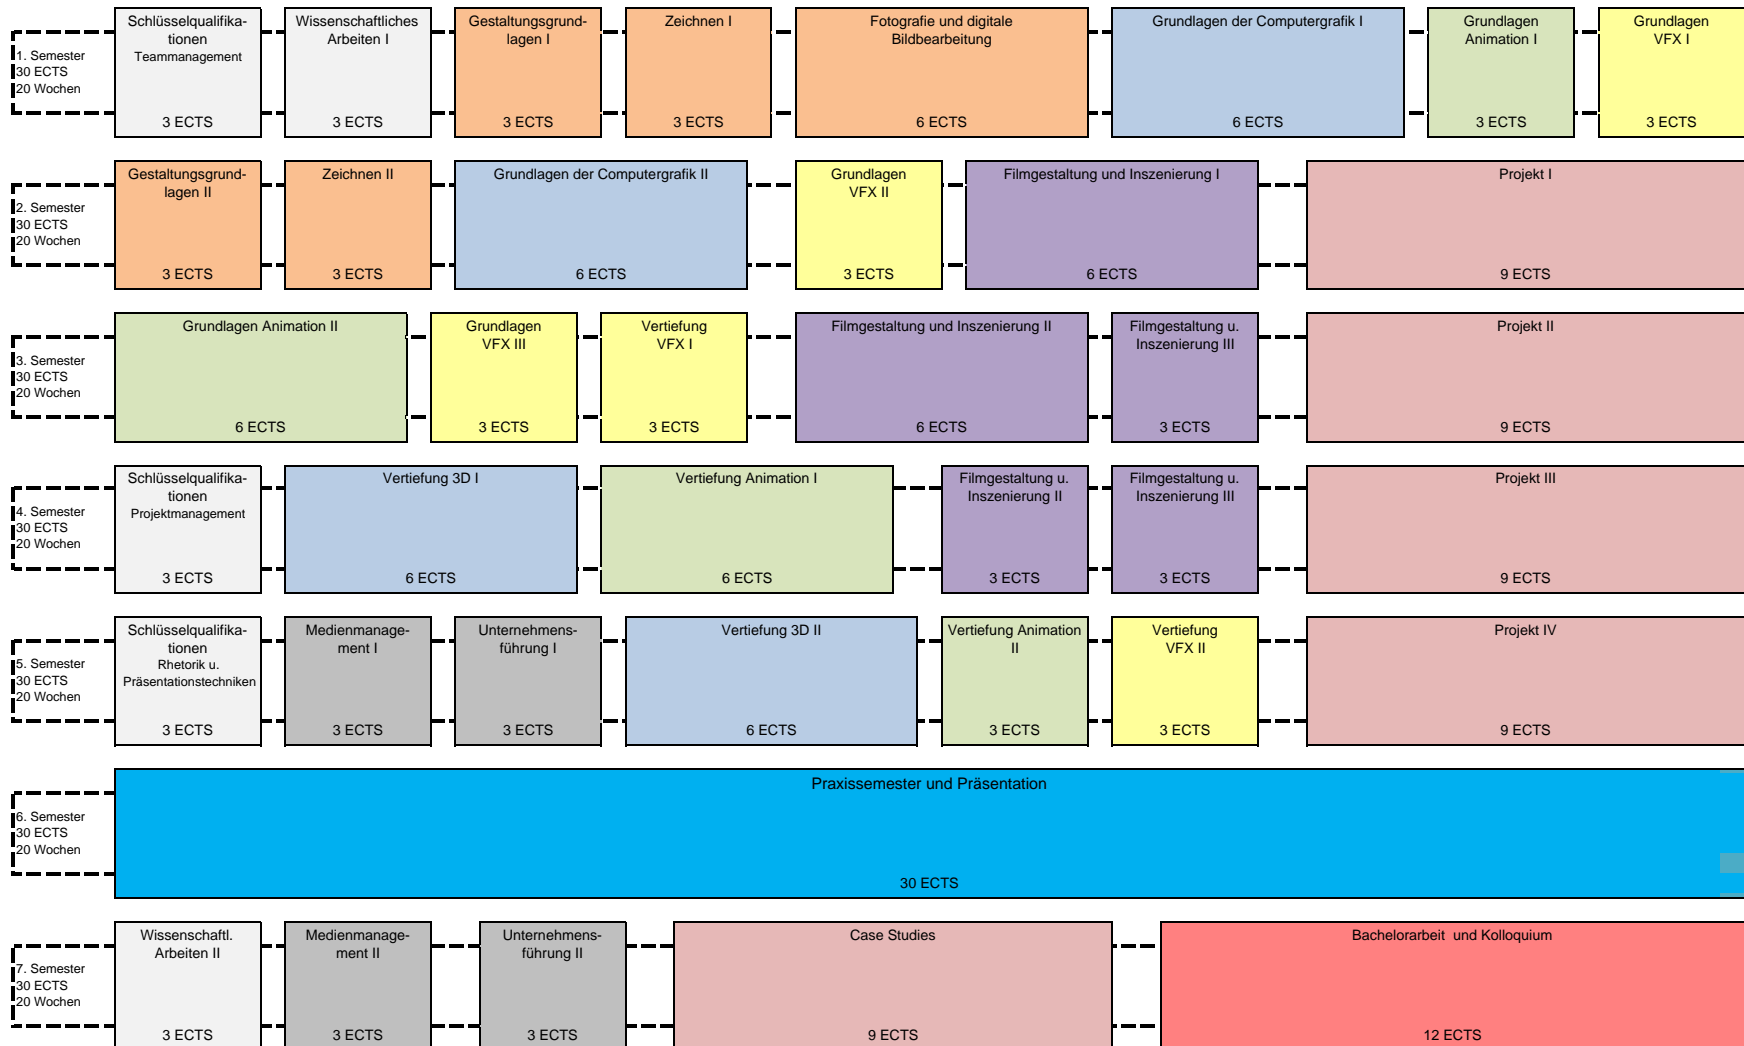 1. Semester
30 ECTS
20 Wochen
Schlüsselqualifika-
tionen
Teammanagement
3 ECTS
Wissenschaftliches
Arbeiten I
3 ECTS
Gestaltungsgrund-
lagen I
3 ECTS
Zeichnen I
3 ECTS
Fotografie und digitale
Bildbearbeitung
6 ECTS
Grundlagen der Computergrafik I
6 ECTS
Grundlagen
Animation I
3 ECTS
Grundlagen
VFX I
3 ECTS
2. Semester
30 ECTS
20 Wochen
Gestaltungsgrund-
lagen II
3 ECTS
Zeichnen II
3 ECTS
Grundlagen der Computergrafik II
6 ECTS
Grundlagen
VFX II
3 ECTS
Filmgestaltung und Inszenierung I
6 ECTS
Projekt I
9 ECTS
3. Semester
30 ECTS
20 Wochen
Grundlagen Animation II
6 ECTS
Grundlagen
VFX III
3 ECTS
Vertiefung
VFX I
3 ECTS
Filmgestaltung und Inszenierung II
6 ECTS
Filmgestaltung u.
Inszenierung III
3 ECTS
Projekt II
9 ECTS
4. Semester
30 ECTS
20 Wochen
Schlüsselqualifika-
tionen
Projektmanagement
3 ECTS
Vertiefung 3D I
6 ECTS
Vertiefung Animation I
6 ECTS
Filmgestaltung u.
Inszenierung II
3 ECTS
Filmgestaltung u.
Inszenierung III
3 ECTS
Projekt III
9 ECTS
5. Semester
30 ECTS
20 Wochen
Schlüsselqualifika-
tionen
Rhetorik u.
Präsentationstechniken
3 ECTS
Medienmanage-
ment I
3 ECTS
Unternehmens-
führung I
3 ECTS
Vertiefung 3D II
6 ECTS
Vertiefung Animation
II
3 ECTS
Vertiefung
VFX II
3 ECTS
Projekt IV
9 ECTS
6. Semester
30 ECTS
20 Wochen
Praxissemester und Präsentation
30 ECTS
7. Semester
30 ECTS
20 Wochen
Wissenschaftl.
Arbeiten II
3 ECTS
Medienmanage-
ment II
3 ECTS
Unternehmens-
führung II
3 ECTS
Case Studies
9 ECTS
Bachelorarbeit und Kolloquium
12 ECTS